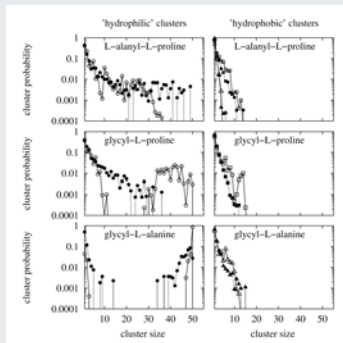 'hydrophilic' clusters 'hydrophobic' clusters
1 L−alanyl−L−proline L−alanyl−L−proline
0.1
0.01
0.001
0.0001
cluster probability
1 glycyl−L−proline glycyl−L−proline
0.1
0.01
0.001
0.0001
cluster probability
1 glycyl−L−alanine glycyl−L−alanine
0.1
0.01
0.001
0.0001
cluster probability
10 20 30 40 50 10 20 30 40 50
cluster size cluster size